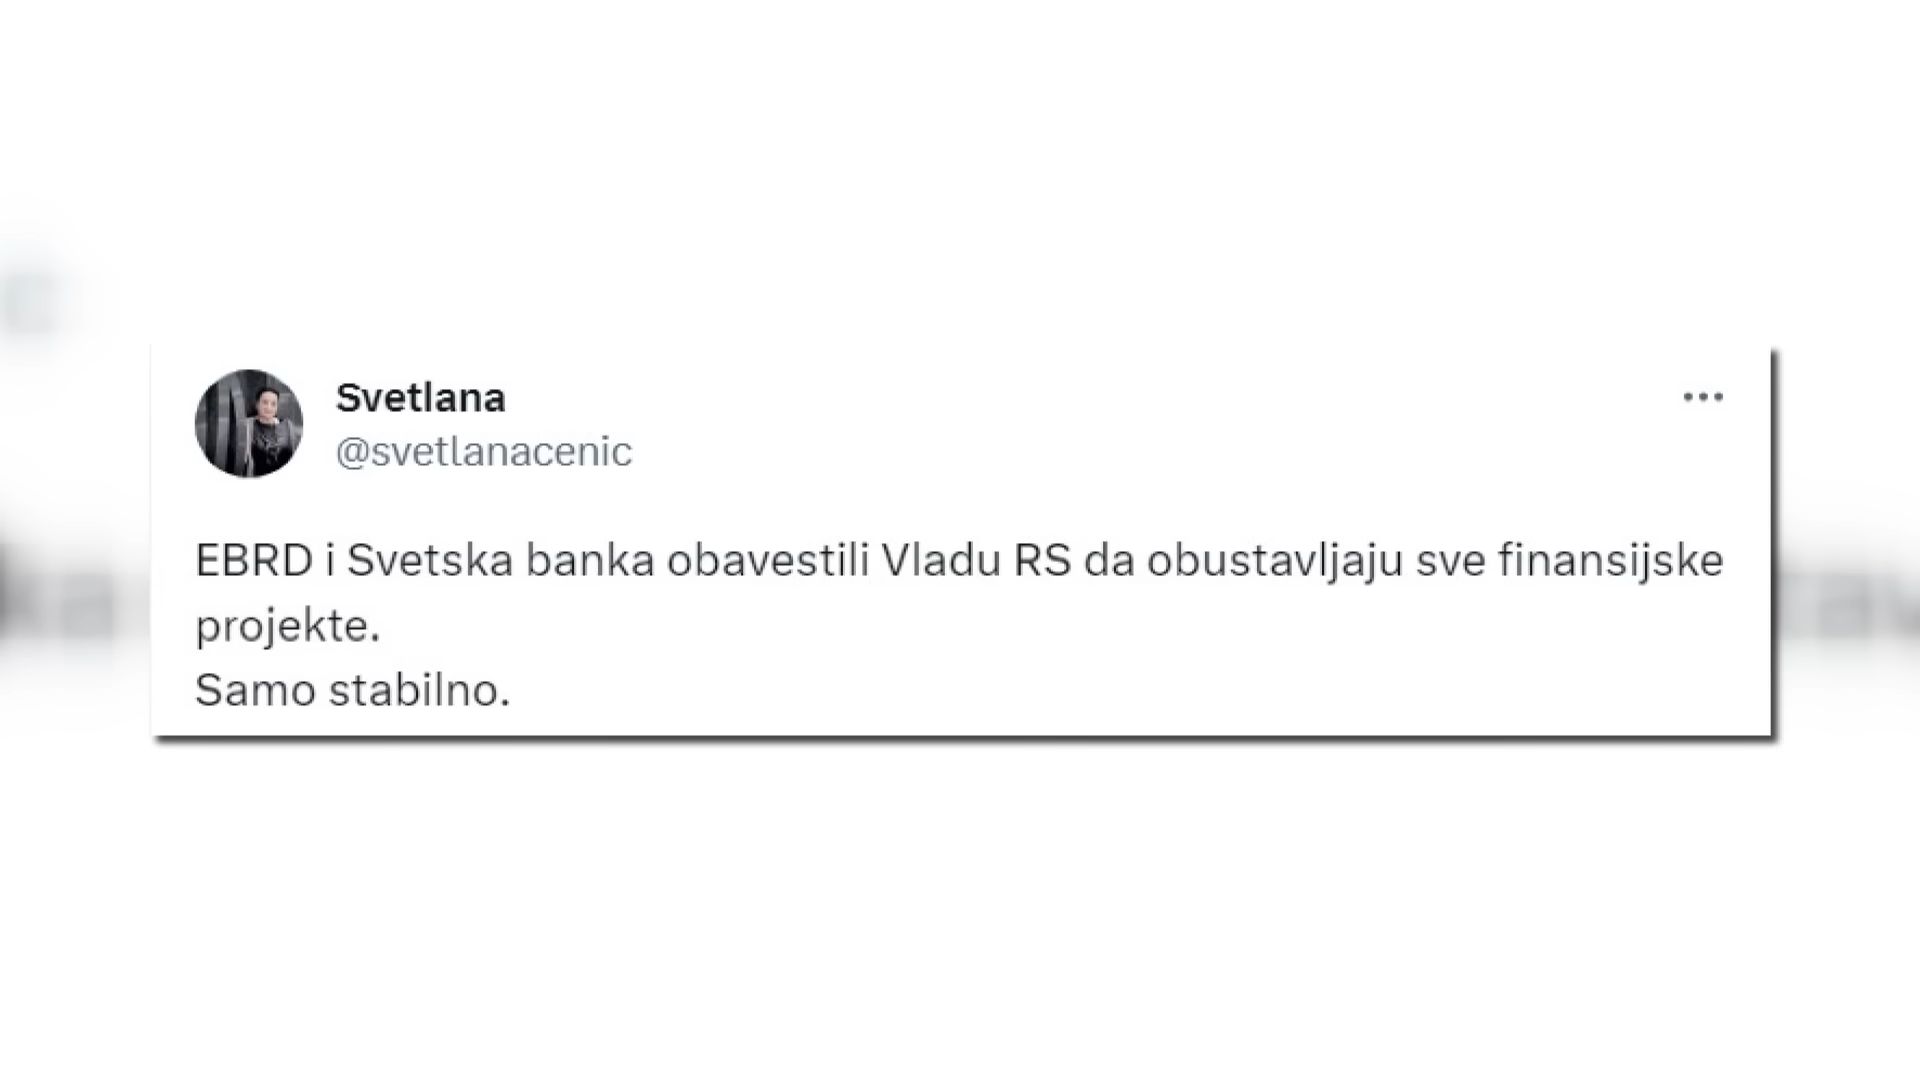 Svetlana
@svetlanacenic
EBRD i Svetska banka obavestili Vladu RS da obustavljaju sve finansijske
projekte.
Samo stabilno.